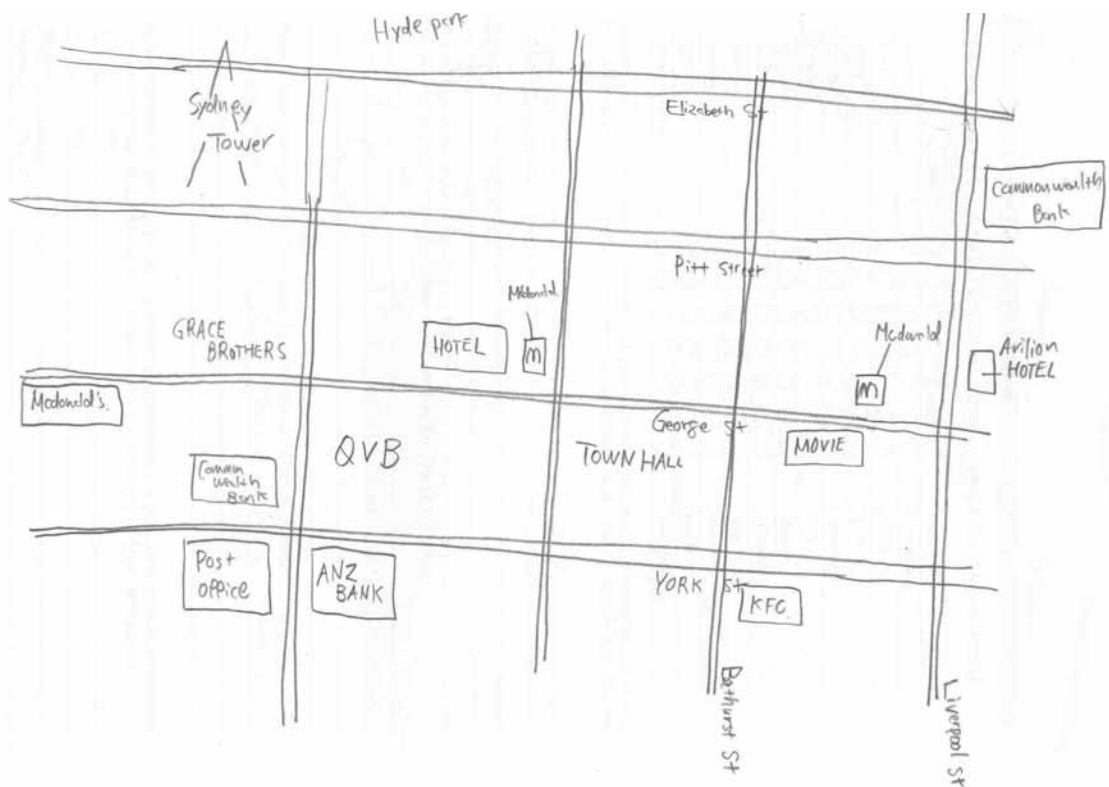 Hyde park
Sydney
Tower
Elizabeth St
Commonwealth
Bank
Pitt Street
Mcdonald
GRACE
BROTHERS
HOTEL
M
Mcdonald
M
Avilion
HOTEL
Mcdonald's.
George St
MOVIE
QVB
TOWN HALL
Common
wealth
Bank
Post
office
ANZ
BANK
YORK St
KFC.
Bathurst St
Liverpool St